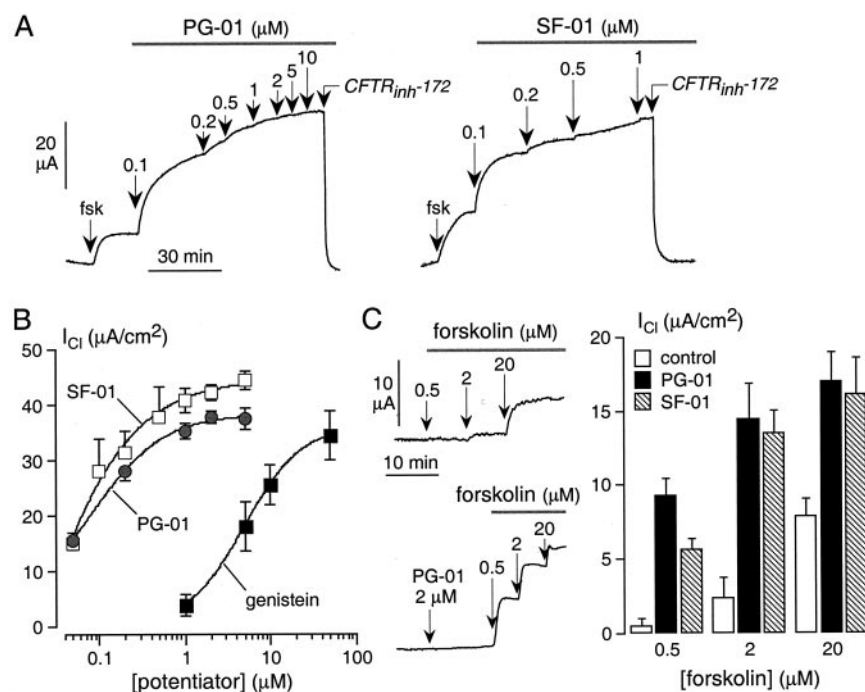 A
PG-01 (μM)
10
5
2
1
0.5
0.2
CFTRinh-172
0.1
20
μA
fsk
30 min
SF-01 (μM)
1
0.5
CFTRinh-172
0.2
0.1
fsk
B
ICl (μA/cm2)
50
40
30
20
10
0
SF-01
PG-01
genistein
0.1
1
10
100
[potentiator] (μM)
C
forskolin (μM)
10
μA
0.5
2
20
10 min
forskolin (μM)
20
2
0.5
PG-01
2 μM
ICl (μA/cm2)
20
15
10
5
0
control
PG-01
SF-01
0.5
2
20
[forskolin] (μM)